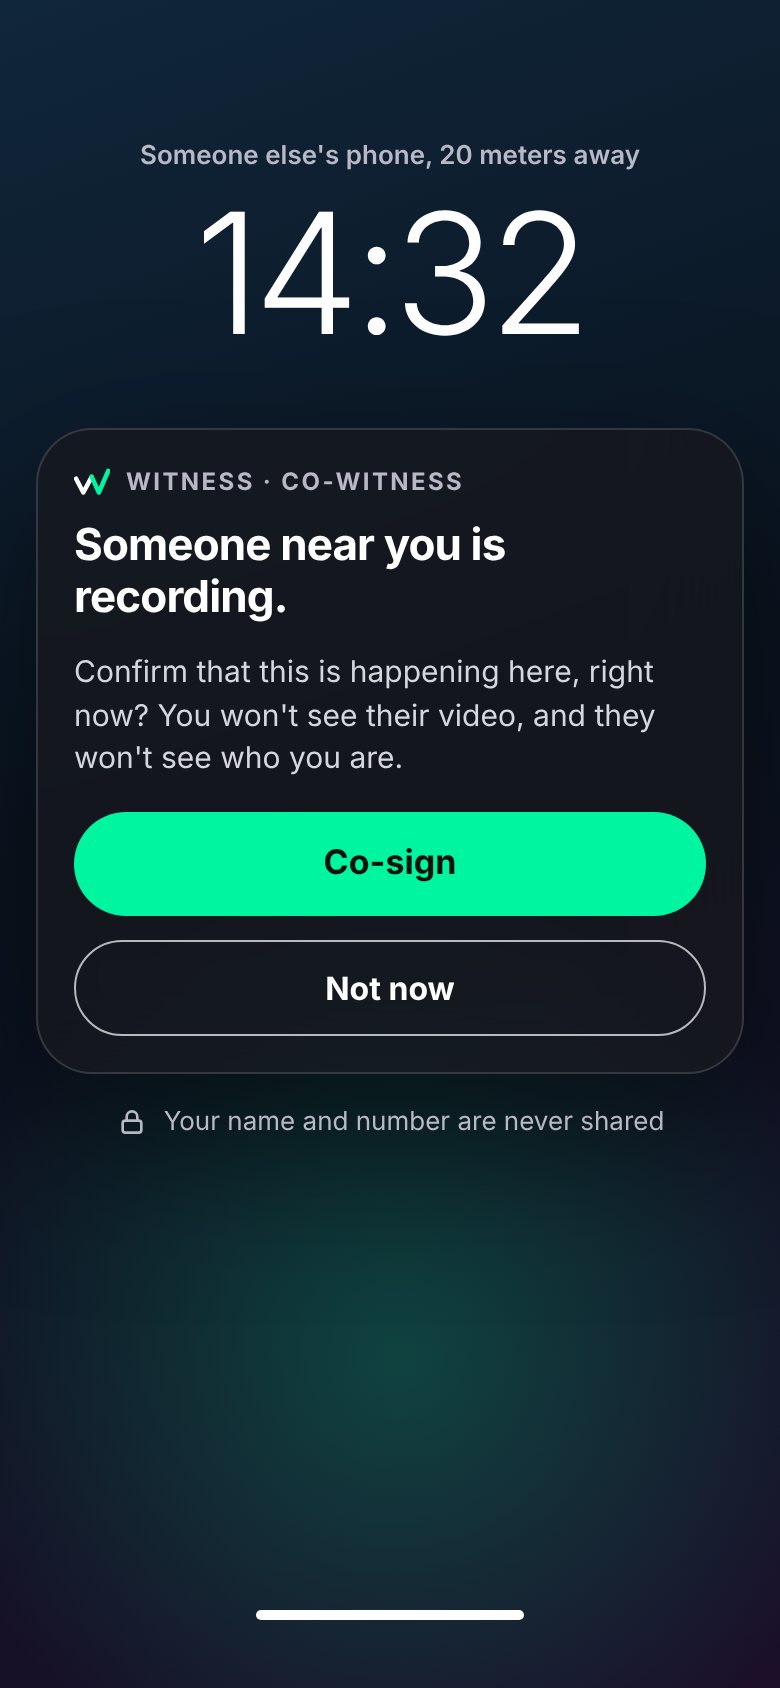 Someone else's phone, 20 meters away
14:32
WITNESS · CO-WITNESS
Someone near you is
recording.
Confirm that this is happening here, right
now? You won't see their video, and they
won't see who you are.
Co-sign
Not now
Your name and number are never shared